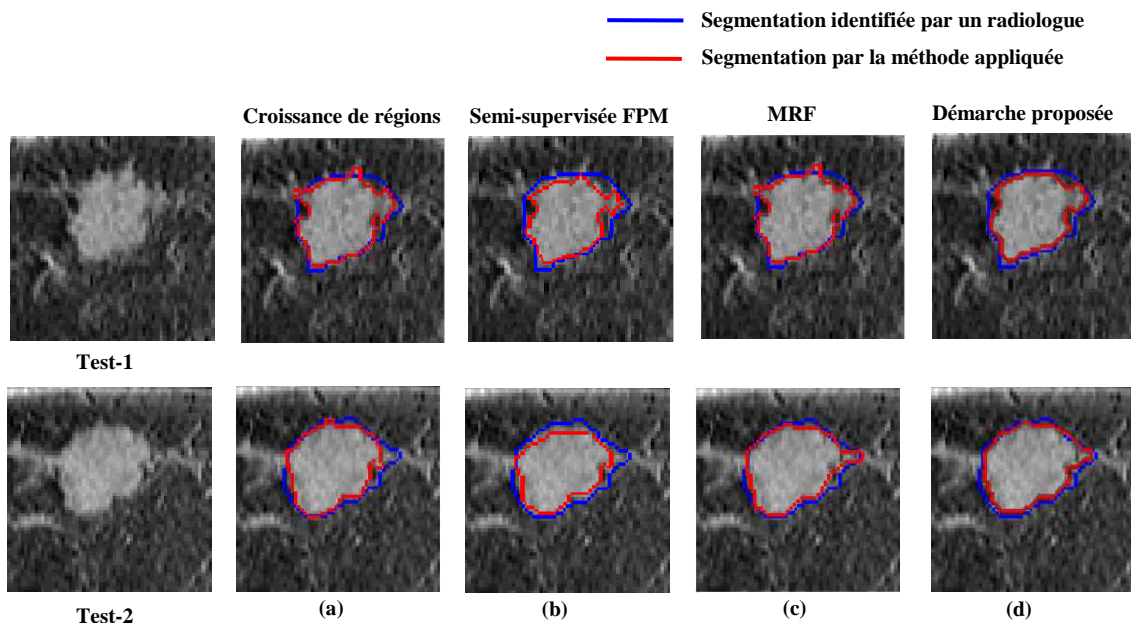 Segmentation identifiée par un radiologue
Segmentation par la méthode appliquée
Croissance de régions
Semi-supervisée FPM
MRF
Démarche proposée
Test-1
Test-2
(a)
(b)
(c)
(d)